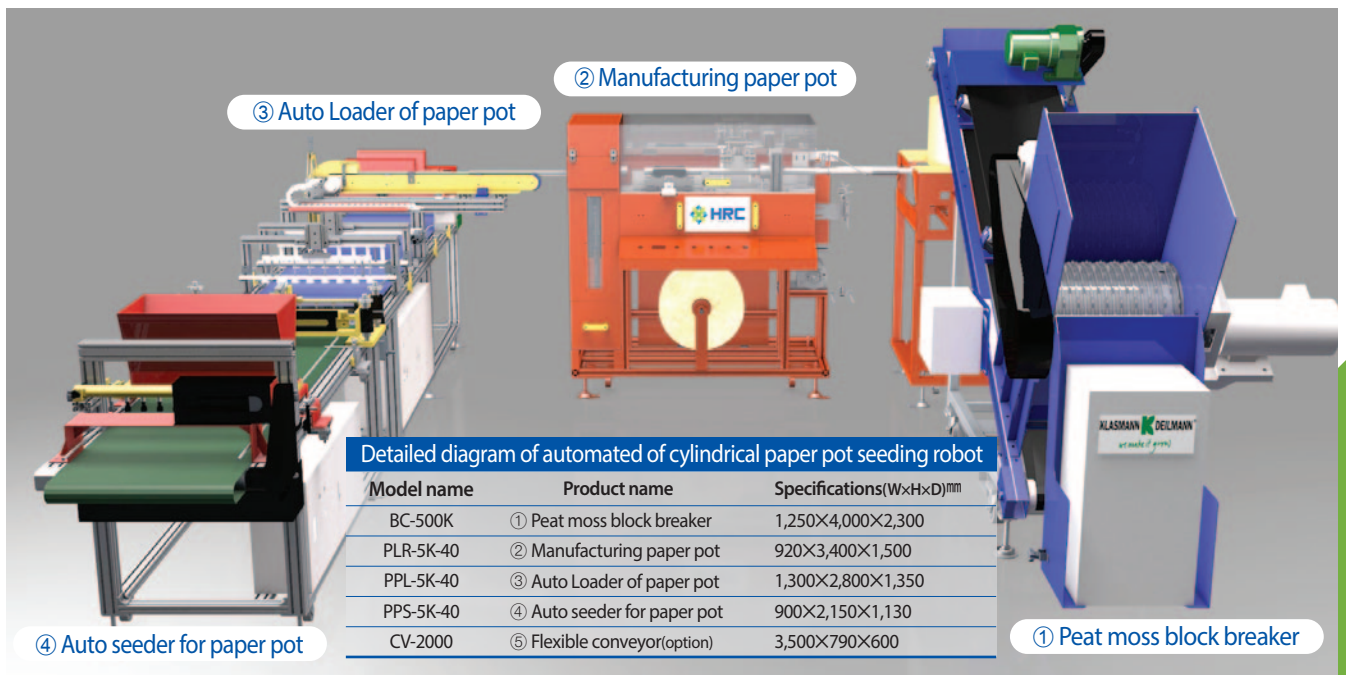 ② Manufacturing paper pot
③ Auto Loader of paper pot
HRC
KLASMANN K DEILMANN
we make it grow
Detailed diagram of automated of cylindrical paper pot seeding robot
Model name Product name Specifications(W×H×D)mm
BC-500K ① Peat moss block breaker 1,250×4,000×2,300
PLR-5K-40 ② Manufacturing paper pot 920×3,400×1,500
PPL-5K-40 ③ Auto Loader of paper pot 1,300×2,800×1,350
PPS-5K-40 ④ Auto seeder for paper pot 900×2,150×1,130
CV-2000 ⑤ Flexible conveyor(option) 3,500×790×600
④ Auto seeder for paper pot
① Peat moss block breaker